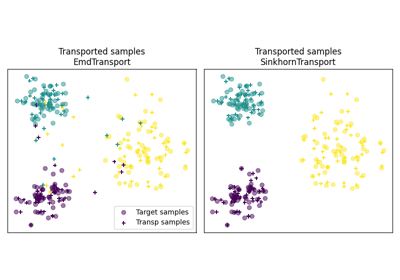 Transported samples
EmdTransport
Transported samples
SinkhornTransport
Target samples
Transp samples